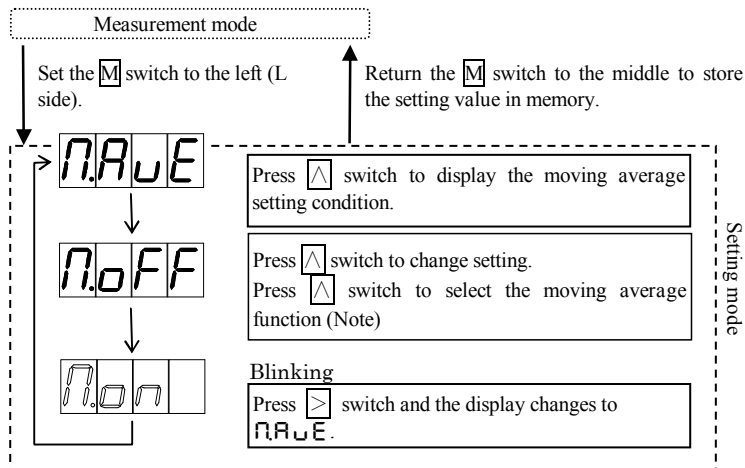 Measurement mode
Set the M switch to the left (L
side).
Return the M switch to the middle to store
the setting value in memory.
П.AuE
Press ∧ switch to display the moving average
setting condition.
П.oFF
Press ∧ switch to change setting.
Press ∧ switch to select the moving average
function (Note)
П.on
Blinking
Press > switch and the display changes to
П.AuE.
Setting mode